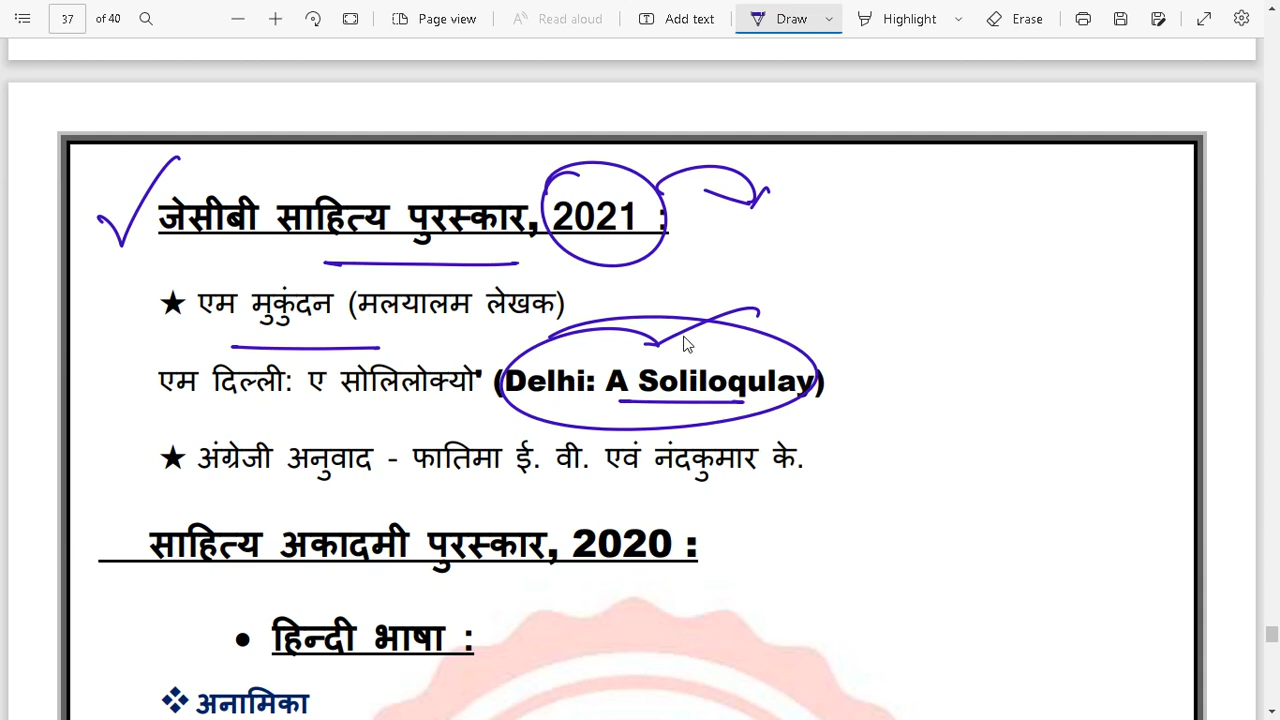 37 of 40 Page view Read aloud Add text Draw Highlight Erase
जेसीबी साहित्य पुरस्कार, 2021 :
★ एम मुकुंदन (मलयालम लेखक)
एम दिल्ली: ए सोलिलोक्यो' (Delhi: A Soliloqulay)
★ अंग्रेजी अनुवाद - फातिमा ई. वी. एवं नंदकुमार के.
साहित्य अकादमी पुरस्कार, 2020 :
• हिन्दी भाषा :
❖ अनामिका